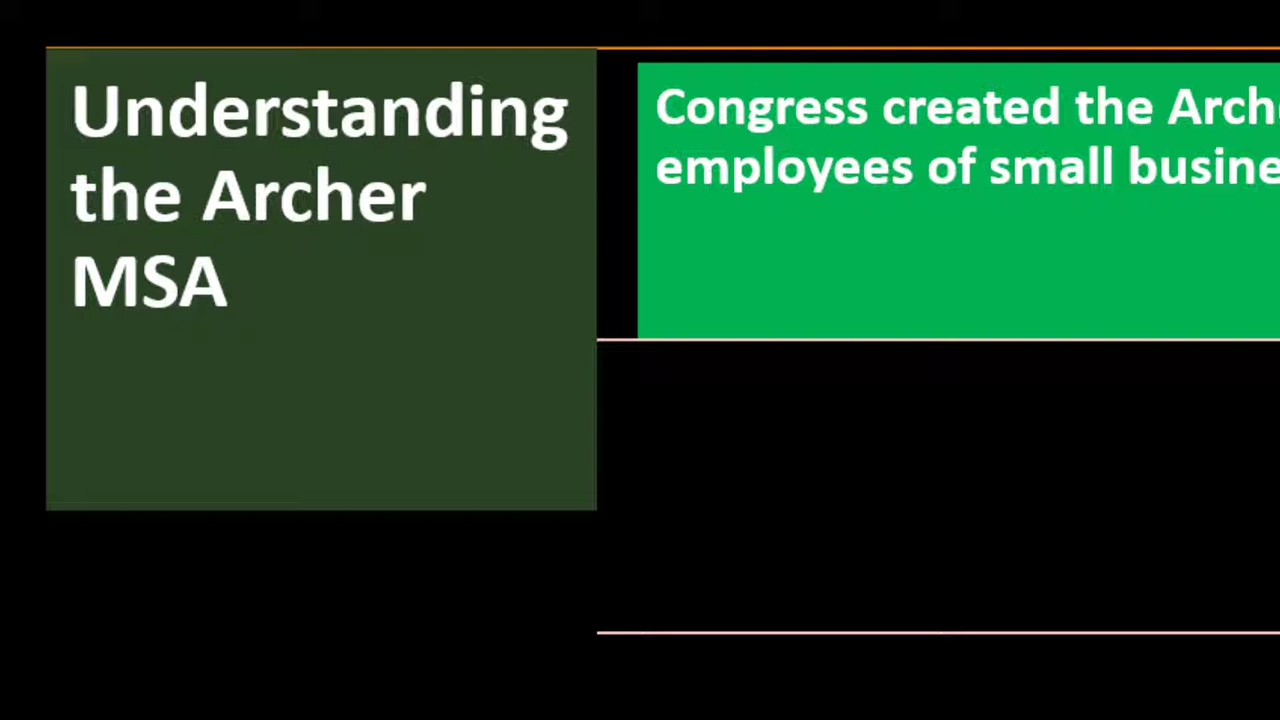 Understanding
the Archer
MSA
Congress created the
employees of small